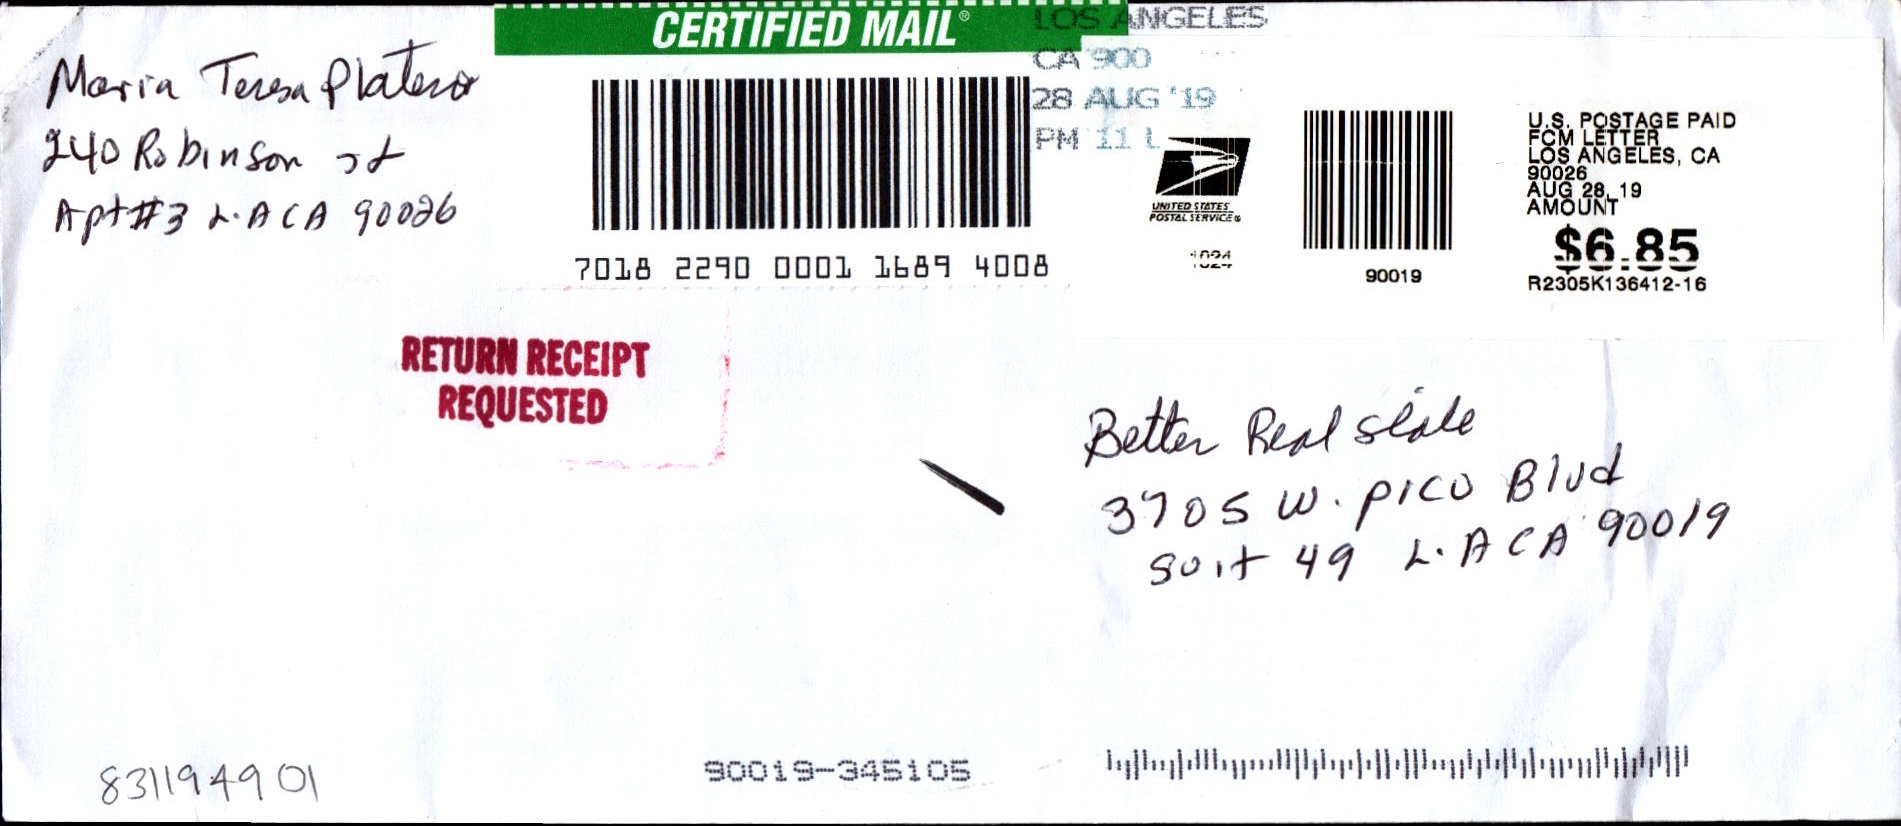 Maria Teresa Platero
240 Robinson st
Apt#3 L.A CA 90026
CERTIFIED MAIL®
7018 2290 0001 1689 4008
LOS ANGELES
CA 900
28 AUG '19
PM 11 L
UNITED STATES
POSTAL SERVICE®
1024
90019
U.S. POSTAGE PAID
FCM LETTER
LOS ANGELES, CA
90026
AUG 28, 19
AMOUNT
$6.85
R2305K136412-16
RETURN RECEIPT
REQUESTED
Better Real State
3705 W. pico Blvd
Suit 49 L.A CA 90019
831194901
90019-345105